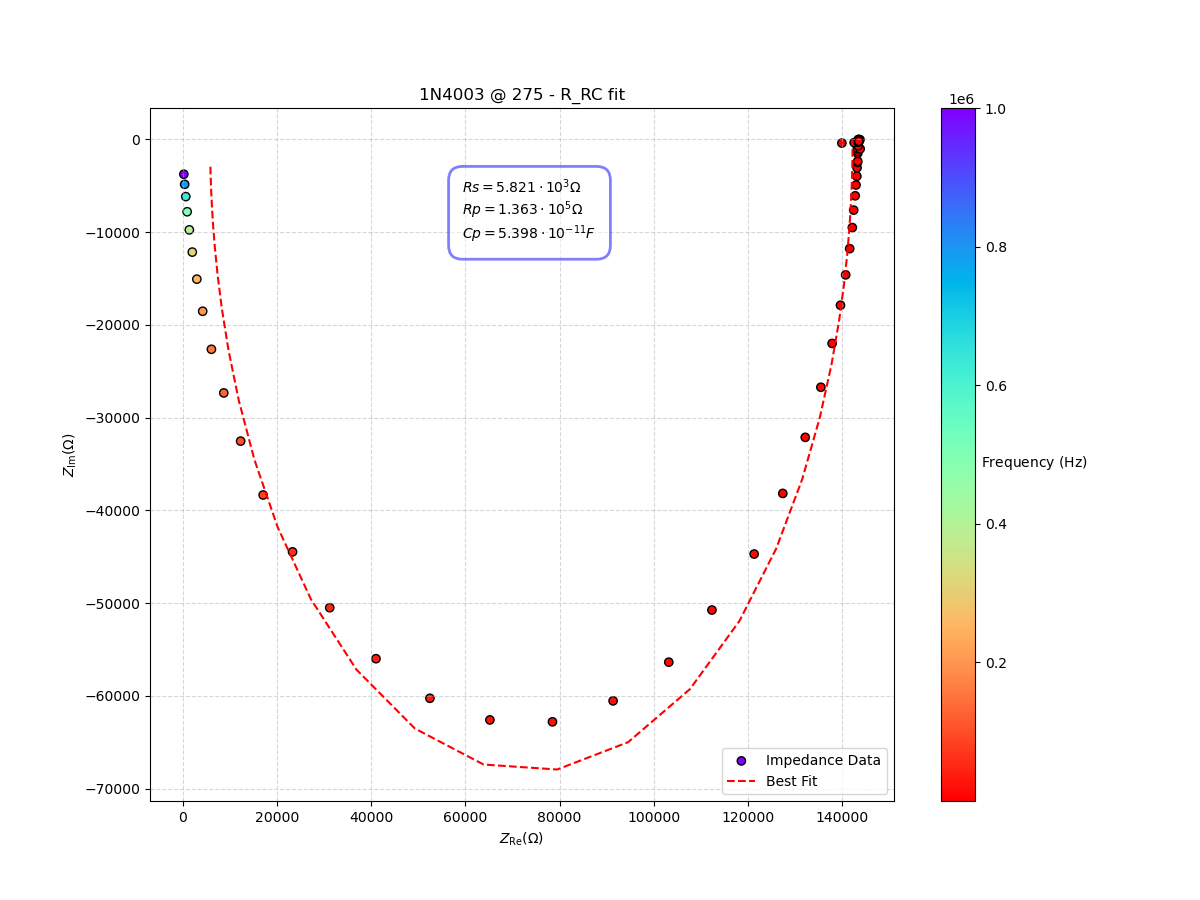 1N4003 @ 275 - R_RC fit
1e6
1.0
0.8
0.6
Frequency (Hz)
0.4
0.2
0
−10000
−20000
−30000
−40000
−50000
−60000
−70000
Z_Im(Ω)
Rs = 5.821 · 10³Ω
Rp = 1.363 · 10⁵Ω
Cp = 5.398 · 10⁻¹¹F
Impedance Data
Best Fit
0 20000 40000 60000 80000 100000 120000 140000
Z_Re(Ω)